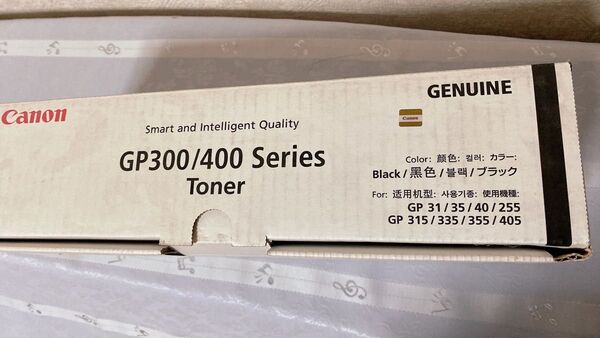 GENUINE
Canon
Canon
Smart and Intelligent Quality
GP300/400 Series
Toner
Color: 颜色: 컬러: カラー:
Black/黑色/블랙/ブラック
For: 适用机型: 사용기종: 使用機種:
GP 31/35/40/255
GP 315/335/355/405